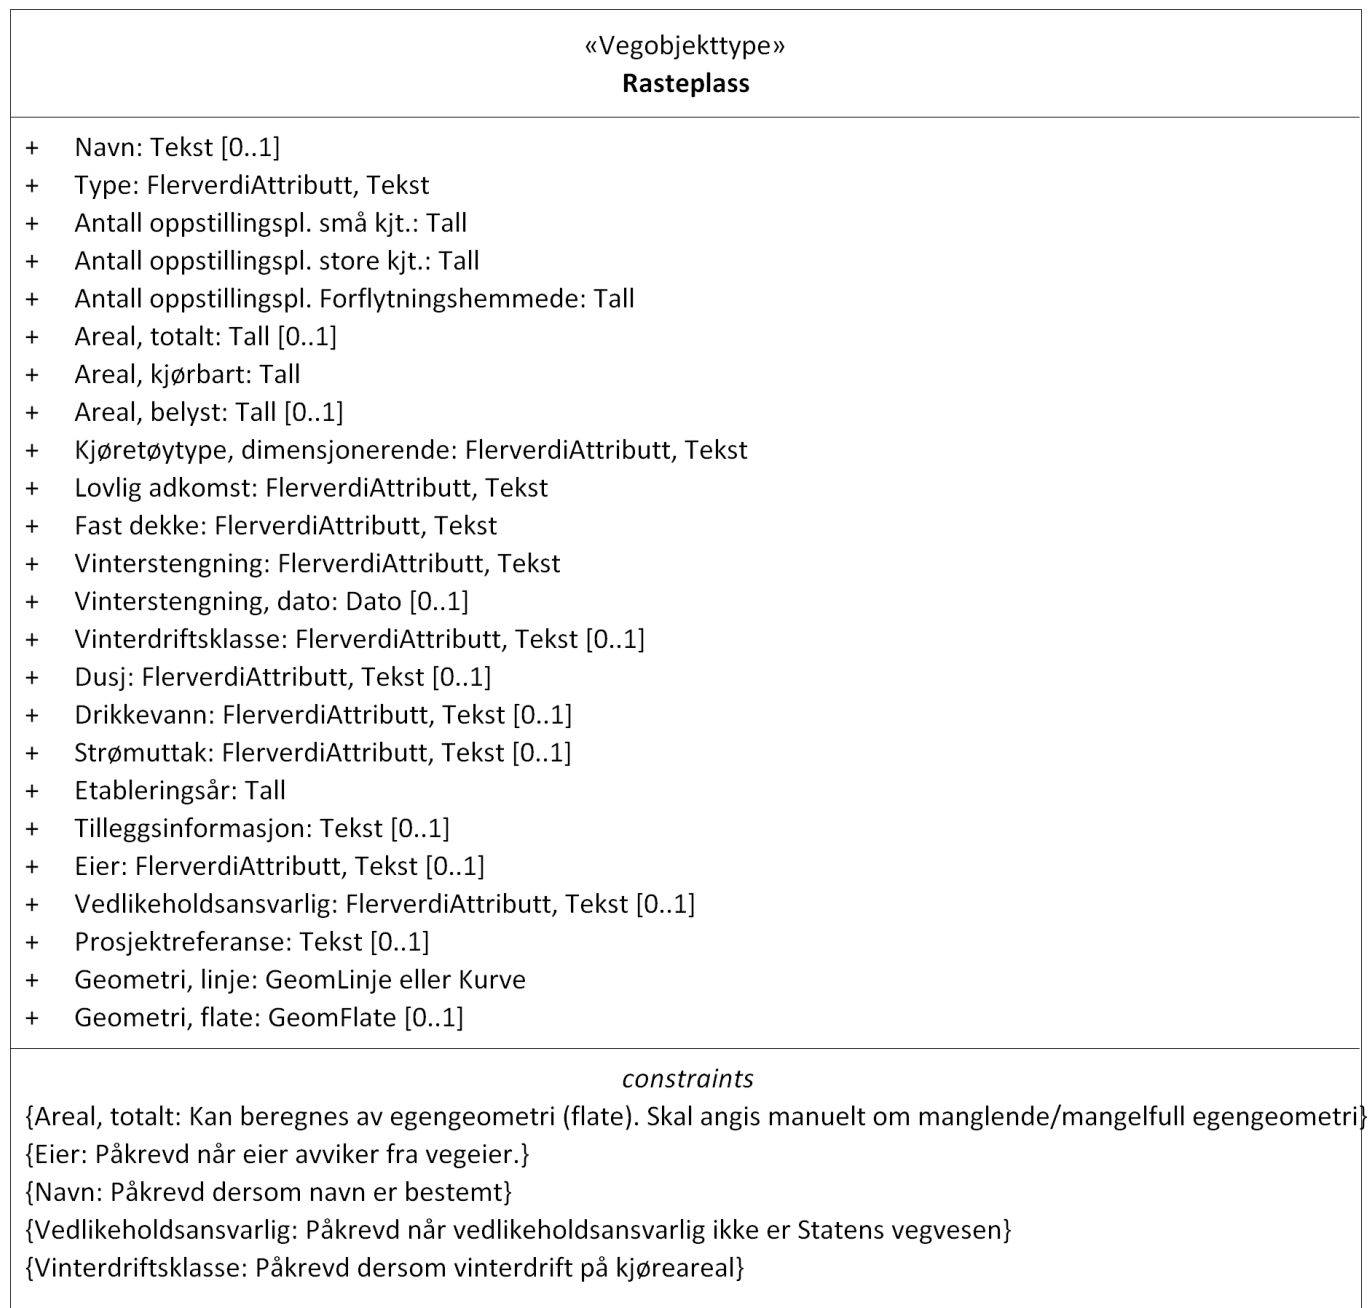 «Vegobjekttype»
Rasteplass
+ Navn: Tekst [0..1]
+ Type: FlerverdiAttributt, Tekst
+ Antall oppstillingspl. små kjt.: Tall
+ Antall oppstillingspl. store kjt.: Tall
+ Antall oppstillingspl. Forflytningshemmede: Tall
+ Areal, totalt: Tall [0..1]
+ Areal, kjørbart: Tall
+ Areal, belyst: Tall [0..1]
+ Kjøretøytype, dimensjonerende: FlerverdiAttributt, Tekst
+ Lovlig adkomst: FlerverdiAttributt, Tekst
+ Fast dekke: FlerverdiAttributt, Tekst
+ Vinterstengning: FlerverdiAttributt, Tekst
+ Vinterstengning, dato: Dato [0..1]
+ Vinterdriftsklasse: FlerverdiAttributt, Tekst [0..1]
+ Dusj: FlerverdiAttributt, Tekst [0..1]
+ Drikkevann: FlerverdiAttributt, Tekst [0..1]
+ Strømuttak: FlerverdiAttributt, Tekst [0..1]
+ Etableringsår: Tall
+ Tilleggsinformasjon: Tekst [0..1]
+ Eier: FlerverdiAttributt, Tekst [0..1]
+ Vedlikeholdsansvarlig: FlerverdiAttributt, Tekst [0..1]
+ Prosjektreferanse: Tekst [0..1]
+ Geometri, linje: GeomLinje eller Kurve
+ Geometri, flate: GeomFlate [0..1]
constraints
{Areal, totalt: Kan beregnes av egengeometri (flate). Skal angis manuelt om manglende/mangelfull egengeometri}
{Eier: Påkrevd når eier avviker fra vegeier.}
{Navn: Påkrevd dersom navn er bestemt}
{Vedlikeholdsansvarlig: Påkrevd når vedlikeholdsansvarlig ikke er Statens vegvesen}
{Vinterdriftsklasse: Påkrevd dersom vinterdrift på kjøreareal}